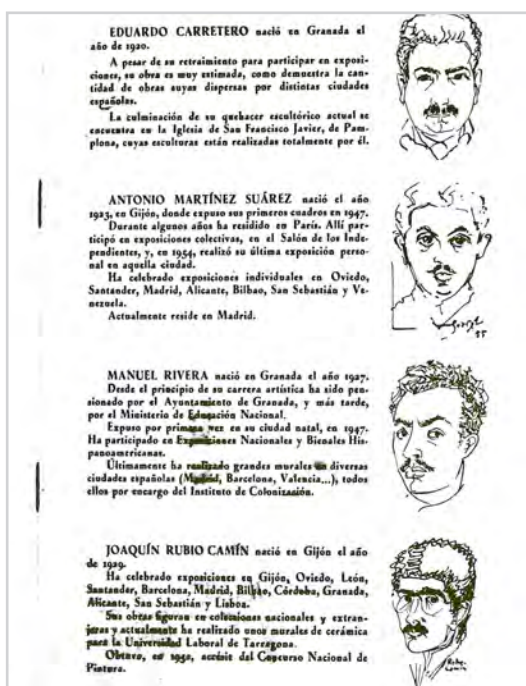 EDUARDO CARRETERO nació en Granada el
año de 1920.
A pesar de su retraimiento para participar en exposi-
ciones, su obra es muy estimada, como demuestra la can-
tidad de obras suyas dispersas por distintas ciudades
españolas.
La culminación de su quehacer escultórico actual se
encuentra en la Iglesia de San Francisco Javier, de Pam-
plona, cuyas esculturas están realizadas totalmente por él.
ANTONIO MARTÍNEZ SUÁREZ nació el año
1923, en Gijón, donde expuso sus primeros cuadros en 1947.
Durante algunos años ha residido en París. Allí par-
ticipó en exposiciones colectivas, en el Salón de los Inde-
pendientes, y, en 1954, realizó su última exposición perso-
nal en aquella ciudad.
Ha celebrado exposiciones individuales en Oviedo,
Santander, Madrid, Alicante, Bilbao, San Sebastián y Ve-
nezuela.
Actualmente reside en Madrid.
55
MANUEL RIVERA nació en Granada el año 1927.
Desde el principio de su carrera artística ha sido pen-
sionado por el Ayuntamiento de Granada, y más tarde,
por el Ministerio de Educación Nacional.
Expuso por primera vez en su ciudad natal, en 1947.
Ha participado en Exposiciones Nacionales y Bienales His-
panoamericanas.
Últimamente ha realizado grandes murales en diversas
ciudades españolas (Madrid, Barcelona, Valencia...), todos
ellos por encargo del Instituto de Colonización.
JOAQUÍN RUBIO CAMÍN nació en Gijón el año
de 1929.
Ha celebrado exposiciones en Gijón, Oviedo, León,
Santander, Barcelona, Madrid, Bilbao, Córdoba, Granada,
Alicante, San Sebastián y Lisboa.
Sus obras figuran en colecciones nacionales y extran-
jeras y actualmente ha realizado unos murales de cerámica
para la Universidad Laboral de Tarragona.
Obtuvo, en 1950, accésit del Concurso Nacional de
Pintura.
Camín